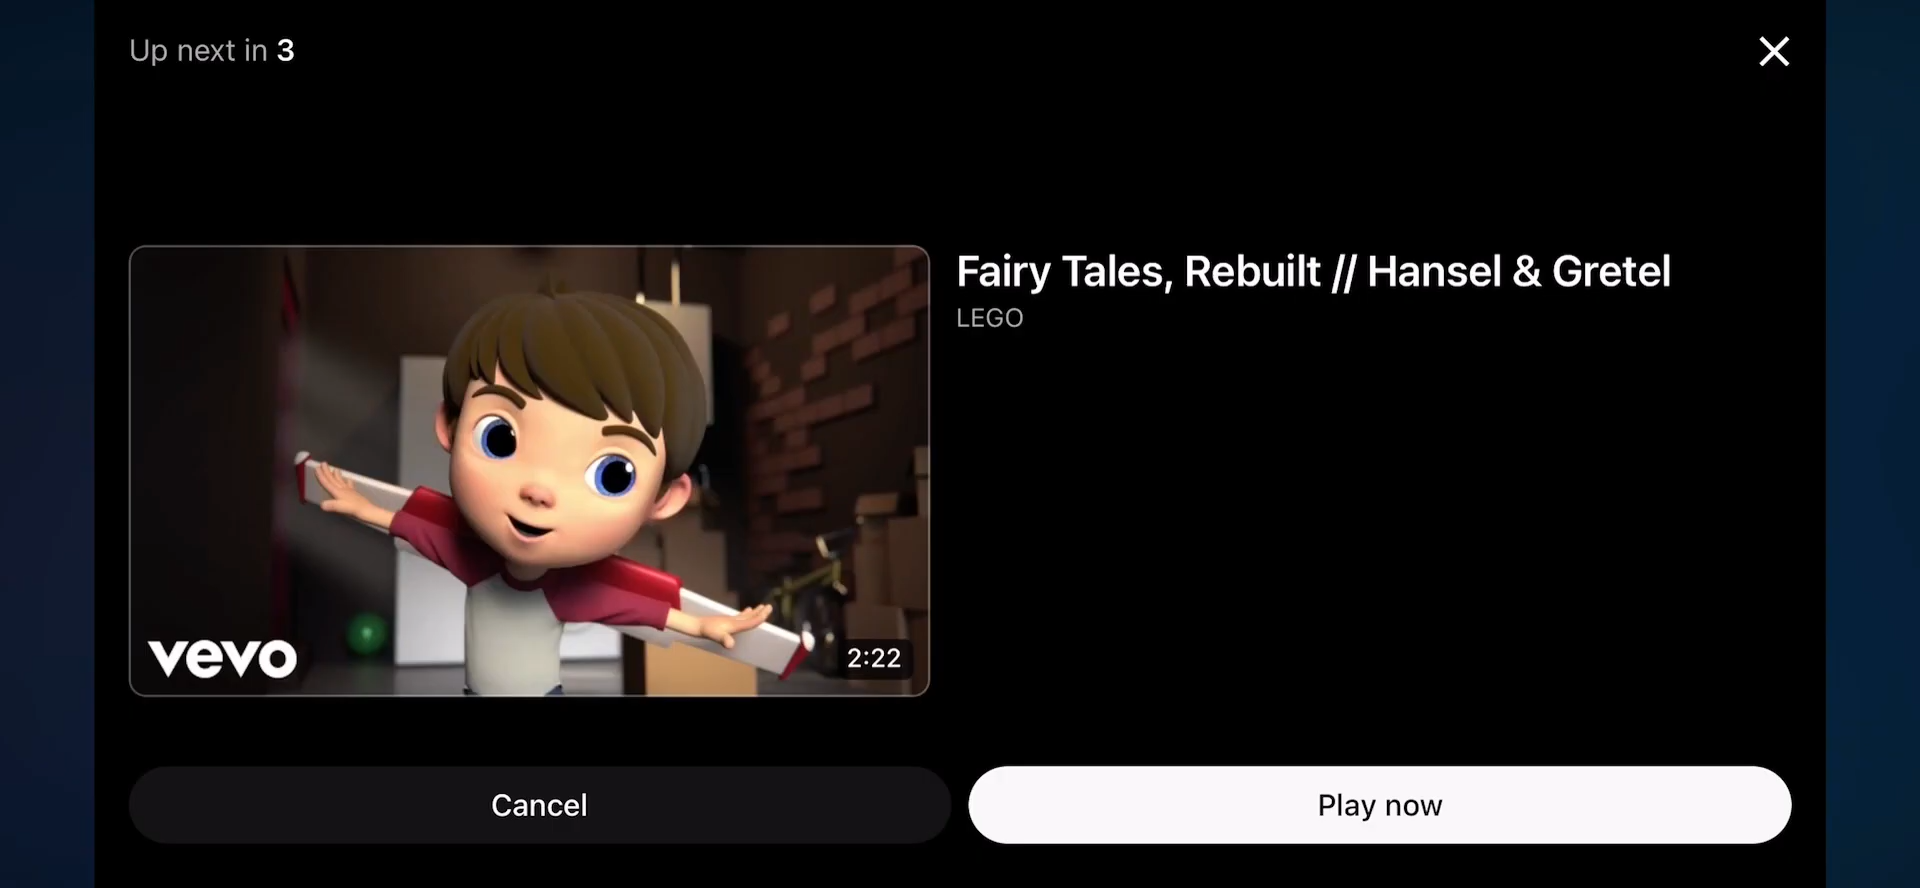 Up next in 3
Fairy Tales, Rebuilt // Hansel & Gretel
LEGO
vevo
2:22
Cancel
Play now